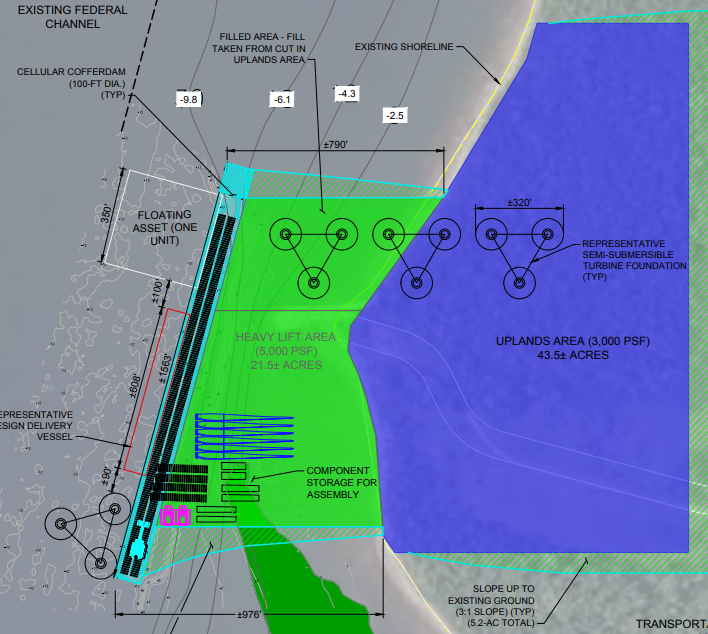 EXISTING FEDERAL
CHANNEL
FILLED AREA - FILL
TAKEN FROM CUT IN
UPLANDS AREA
EXISTING SHORELINE
CELLULAR COFFERDAM
(100-FT DIA.)
(TYP)
-9.8
-6.1
-4.3
-2.5
±790'
350'
FLOATING
ASSET (ONE
UNIT)
±320'
REPRESENTATIVE
SEMI-SUBMERSIBLE
TURBINE FOUNDATION
(TYP)
±100'
HEAVY LIFT AREA
(5,000 PSF)
21.5± ACRES
UPLANDS AREA (3,000 PSF)
43.5± ACRES
±1563'
±608'
EPRESENTATIVE
ESIGN DELIVERY
VESSEL
±90'
COMPONENT
STORAGE FOR
ASSEMBLY
SLOPE UP TO
EXISTING GROUND
(3:1 SLOPE) (TYP)
(5.2-AC TOTAL)
±976'
TRANSPORTA